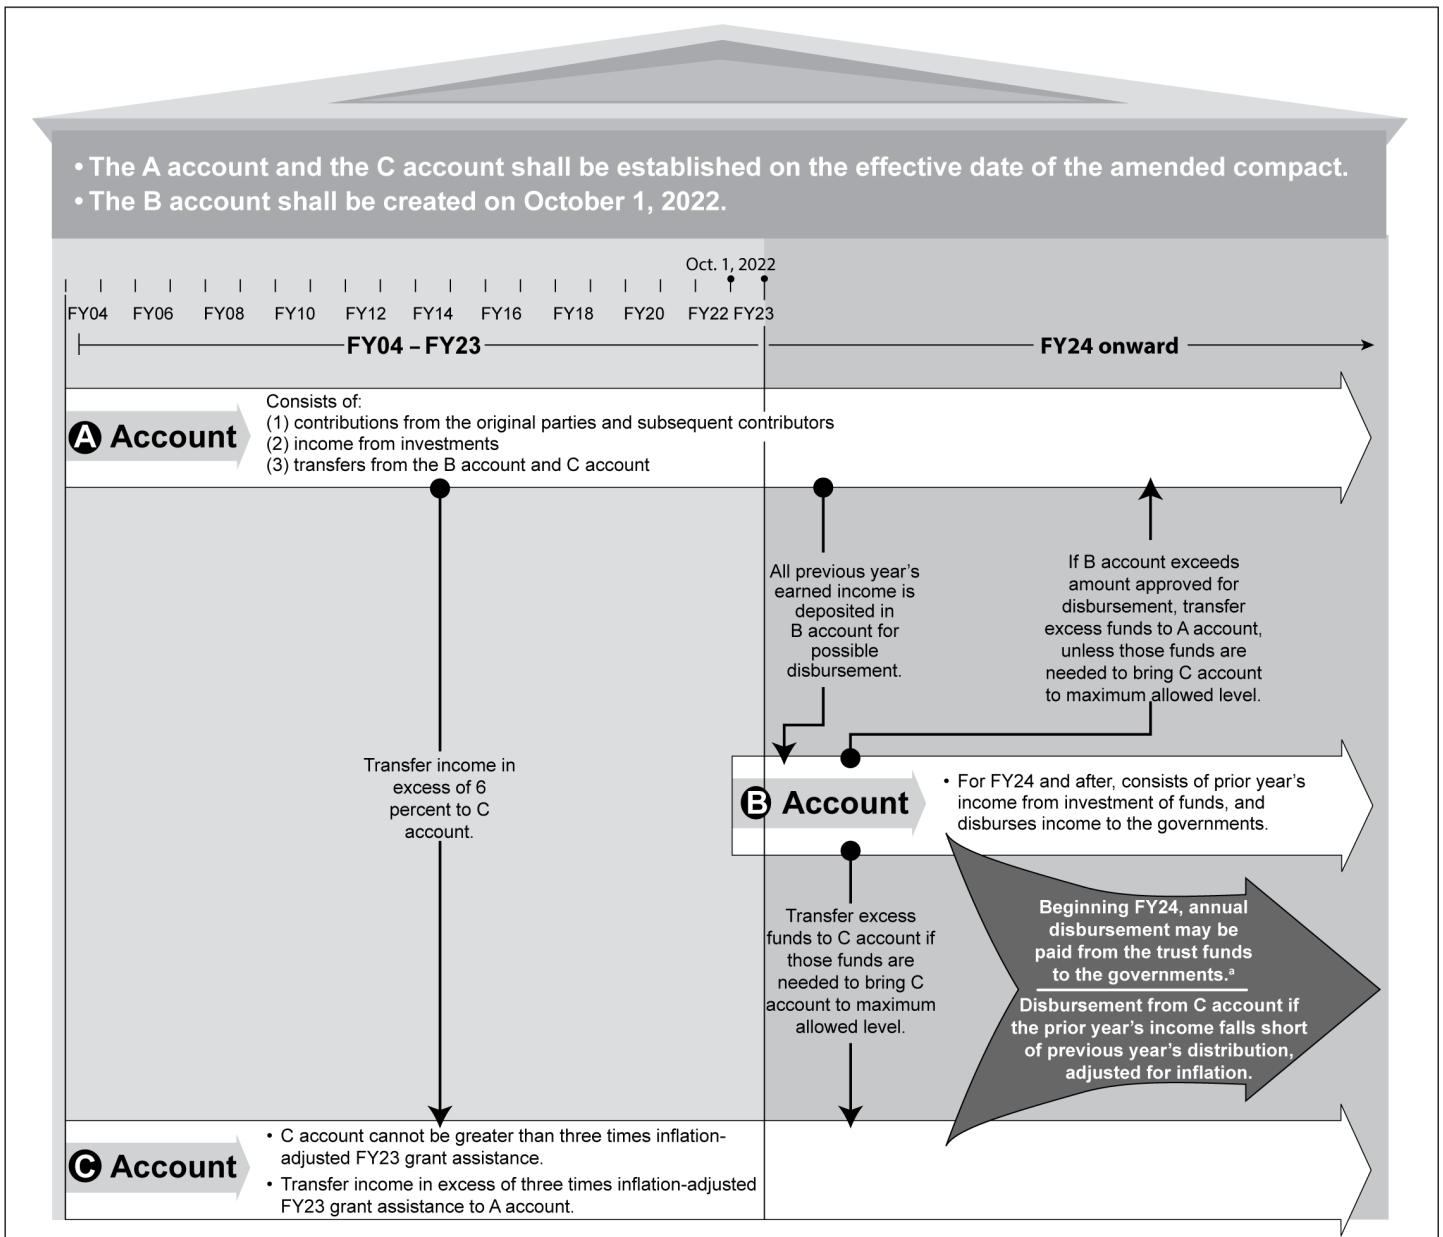 • The A account and the C account shall be established on the effective date of the amended compact.
• The B account shall be created on October 1, 2022.
Oct. 1, 2022
FY04 FY06 FY08 FY10 FY12 FY14 FY16 FY18 FY20 FY22 FY23
FY04 – FY23
FY24 onward
A Account
Consists of:
(1) contributions from the original parties and subsequent contributors
(2) income from investments
(3) transfers from the B account and C account
All previous year's
earned income is
deposited in
B account for
possible
disbursement.
If B account exceeds
amount approved for
disbursement, transfer
excess funds to A account,
unless those funds are
needed to bring C account
to maximum allowed level.
Transfer income in
excess of 6
percent to C
account.
B Account
• For FY24 and after, consists of prior year's
income from investment of funds, and
disburses income to the governments.
Transfer excess
funds to C account if
those funds are
needed to bring C
account to maximum
allowed level.
Beginning FY24, annual
disbursement may be
paid from the trust funds
to the governments.ª
Disbursement from C account if
the prior year's income falls short
of previous year's distribution,
adjusted for inflation.
C Account
• C account cannot be greater than three times inflation-
adjusted FY23 grant assistance.
• Transfer income in excess of three times inflation-adjusted
FY23 grant assistance to A account.